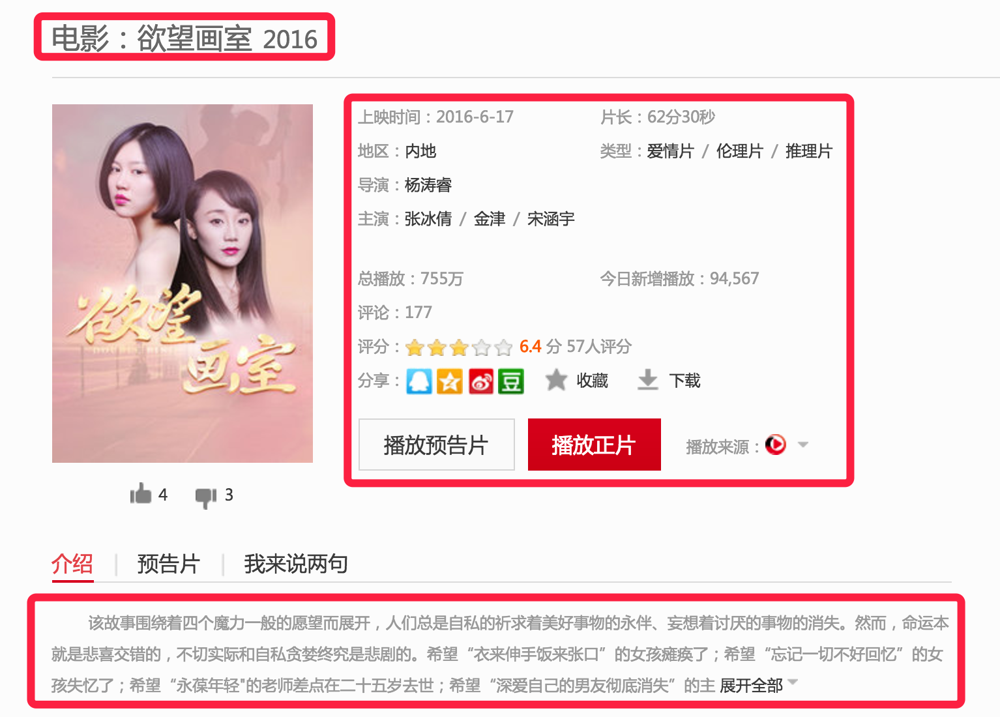 电影：欲望画室 2016
上映时间：2016-6-17 片长：62分30秒
地区：内地 类型：爱情片 / 伦理片 / 推理片
导演：杨涛睿
主演：张冰倩 / 金津 / 宋涵宇
总播放：755万 今日新增播放：94,567
评论：177
评分： 6.4 分 57人评分
分享： 豆 收藏 下载
播放预告片 播放正片 播放来源：
欲望
画室
4 3
介绍 预告片 我来说两句
该故事围绕着四个魔力一般的愿望而展开，人们总是自私的祈求着美好事物的永伴、妄想着讨厌的事物的消失。然而，命运本
就是悲喜交错的，不切实际和自私贪婪终究是悲剧的。希望“衣来伸手饭来张口”的女孩瘫痪了；希望“忘记一切不好回忆”的女
孩失忆了；希望“永葆年轻"的老师差点在二十五岁去世；希望“深爱自己的男友彻底消失”的主 展开全部